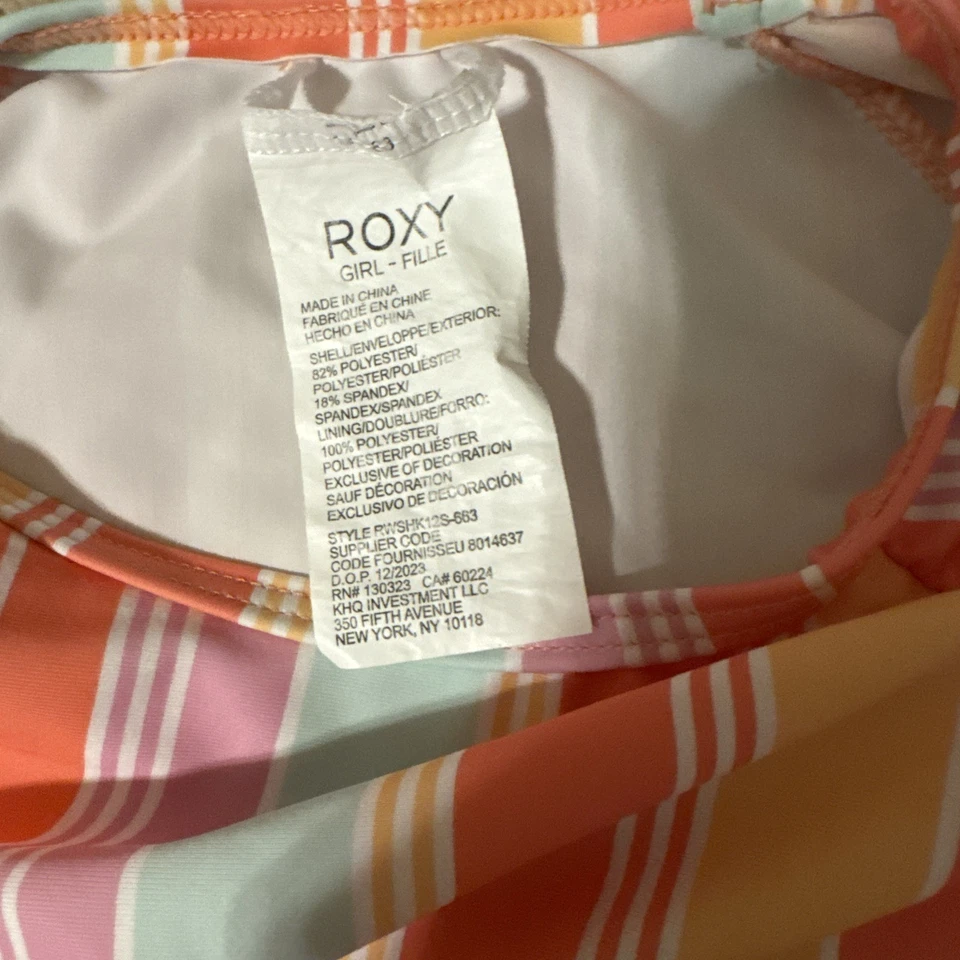 ROXY
GIRL - FILLE
MADE IN CHINA
FABRIQUÉ EN CHINE
HECHO EN CHINA
SHELL/ENVELOPPE/EXTERIOR:
82% POLYESTER/
POLYESTER/POLIÉSTER
18% SPANDEX/
SPANDEX/SPANDEX
LINING/DOUBLURE/FORRO:
100% POLYESTER/
POLYESTER/POLIÉSTER
EXCLUSIVE OF DECORATION
SAUF DÉCORATION
EXCLUSIVO DE DECORACIÓN
STYLE RWSHK12S-663
SUPPLIER CODE
CODE FOURNISSEU 8014637
D.O.P. 12/2023
RN# 130323 CA# 60224
KHQ INVESTMENT LLC
350 FIFTH AVENUE
NEW YORK, NY 10118